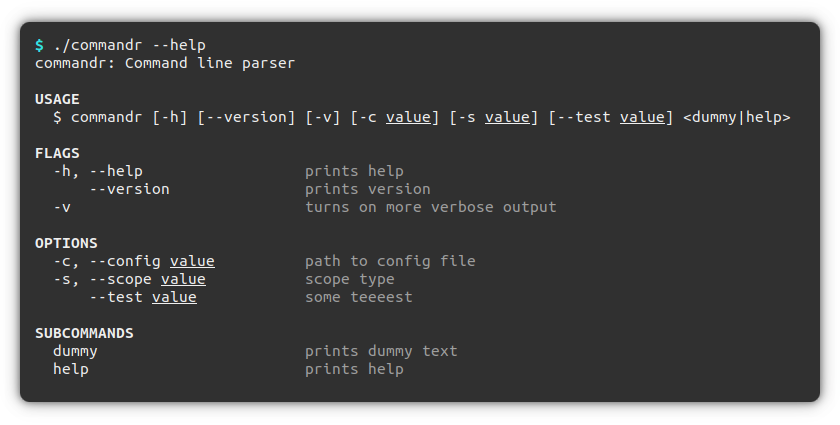 $ ./commandr --help
commandr: Command line parser
USAGE
$ commandr [-h] [--version] [-v] [-c value] [-s value] [--test value] <dummy|help>
FLAGS
-h, --help prints help
--version prints version
-v turns on more verbose output
OPTIONS
-c, --config value path to config file
-s, --scope value scope type
--test value some teeeest
SUBCOMMANDS
dummy prints dummy text
help prints help